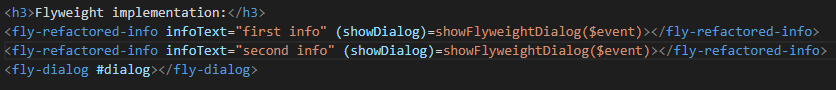 <h3>Flyweight implementation:</h3>
<fly-refactored-info infoText="first info" (showDialog)=showFlyweightDialog($event)></fly-refactored-info>
<fly-refactored-info infoText="second info" (showDialog)=showFlyweightDialog($event)></fly-refactored-info>
<fly-dialog #dialog></fly-dialog>